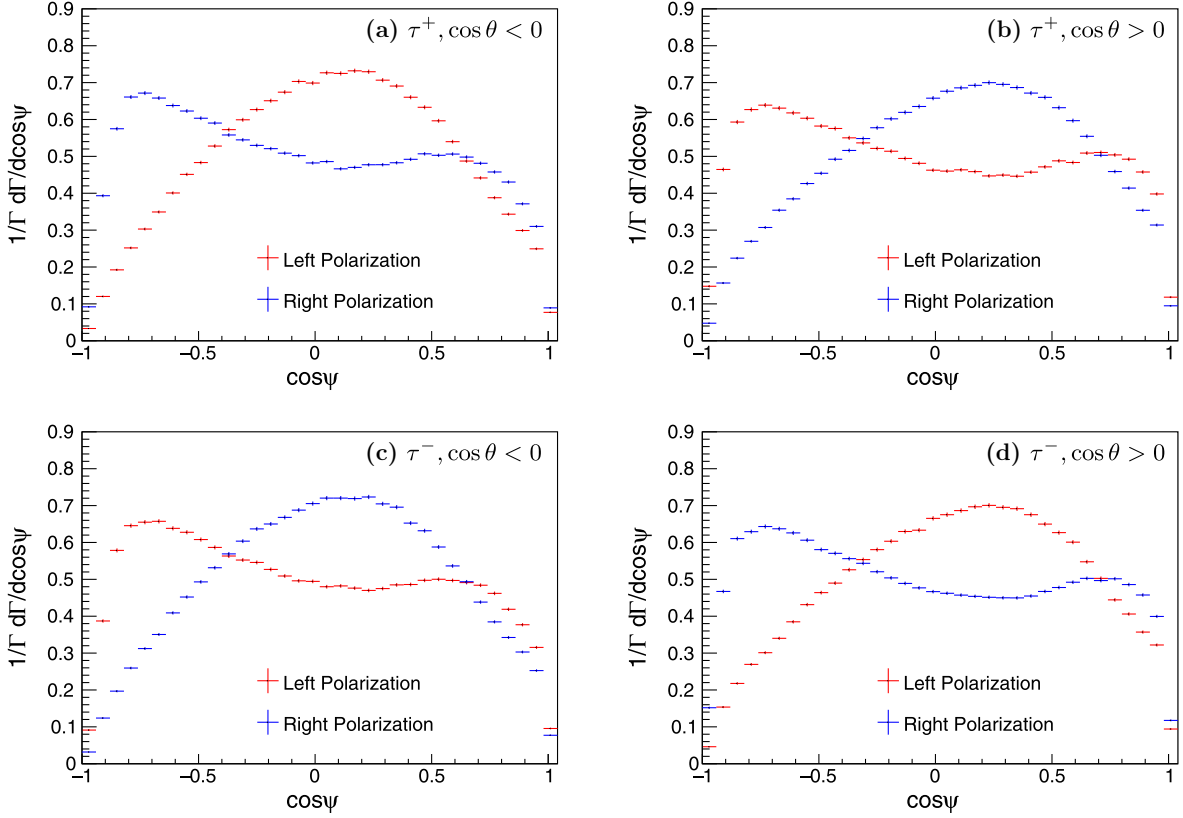 (a) τ⁺, cos θ < 0
1/Γ dΓ/dcosψ
0.9
0.8
0.7
0.6
0.5
0.4
0.3
0.2
0.1
0
Left Polarization
Right Polarization
−1 −0.5 0 0.5 1
cosψ
(b) τ⁺, cos θ > 0
1/Γ dΓ/dcosψ
0.9
0.8
0.7
0.6
0.5
0.4
0.3
0.2
0.1
0
Left Polarization
Right Polarization
−1 −0.5 0 0.5 1
cosψ
(c) τ⁻, cos θ < 0
1/Γ dΓ/dcosψ
0.9
0.8
0.7
0.6
0.5
0.4
0.3
0.2
0.1
0
Left Polarization
Right Polarization
−1 −0.5 0 0.5 1
cosψ
(d) τ⁻, cos θ > 0
1/Γ dΓ/dcosψ
0.9
0.8
0.7
0.6
0.5
0.4
0.3
0.2
0.1
0
Left Polarization
Right Polarization
−1 −0.5 0 0.5 1
cosψ